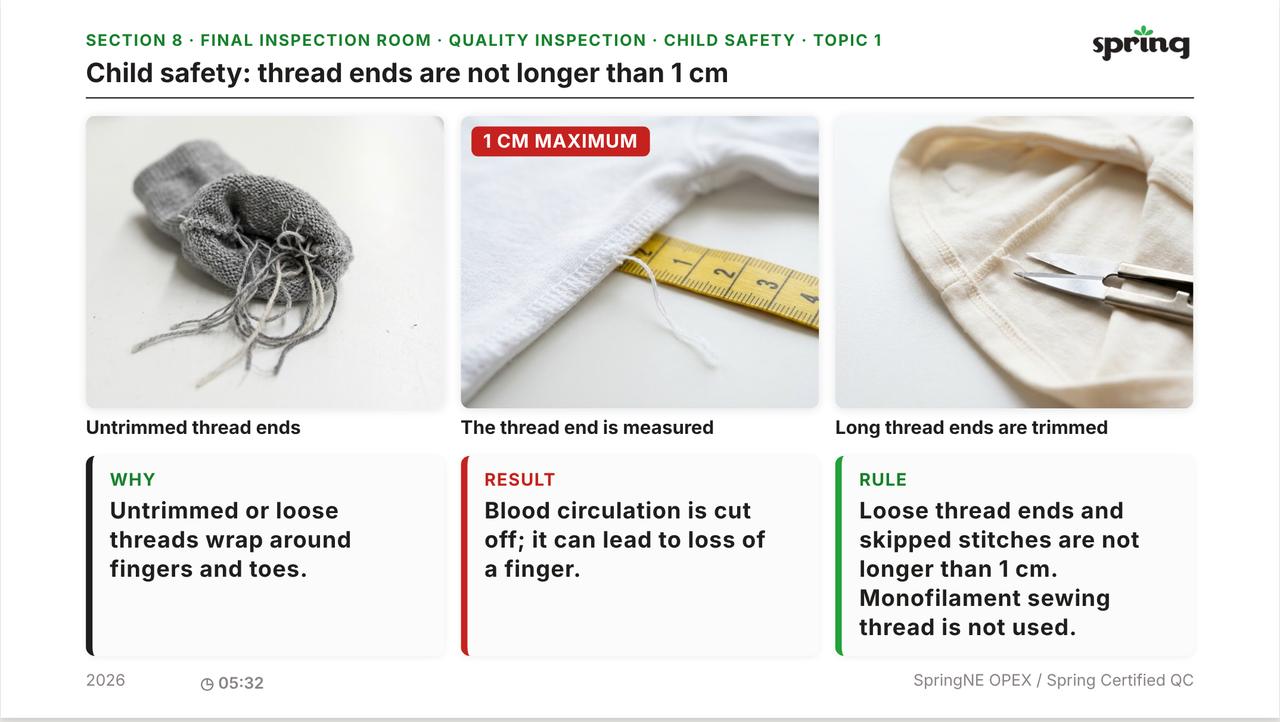 SECTION 8 · FINAL INSPECTION ROOM · QUALITY INSPECTION · CHILD SAFETY · TOPIC 1
spring
Child safety: thread ends are not longer than 1 cm
1 CM MAXIMUM
1 2 3 4
Untrimmed thread ends
The thread end is measured
Long thread ends are trimmed
WHY
Untrimmed or loose
threads wrap around
fingers and toes.
RESULT
Blood circulation is cut
off; it can lead to loss of
a finger.
RULE
Loose thread ends and
skipped stitches are not
longer than 1 cm.
Monofilament sewing
thread is not used.
2026
05:32
SpringNE OPEX / Spring Certified QC